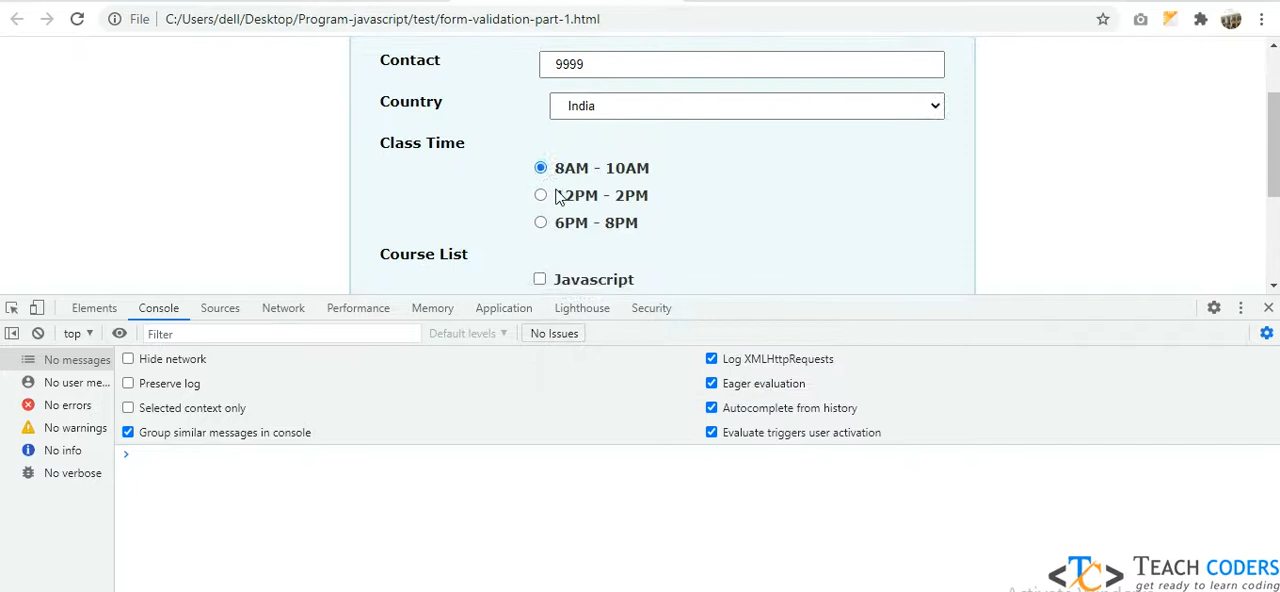 File | C:/Users/dell/Desktop/Program-javascript/test/form-validation-part-1.html
Contact 9999
Country India
Class Time
8AM - 10AM
12PM - 2PM
6PM - 8PM
Course List
Javascript
Elements Console Sources Network Performance Memory Application Lighthouse Security
top Filter Default levels No Issues
No messages
No user me...
No errors
No warnings
No info
No verbose
Hide network
Preserve log
Selected context only
Group similar messages in console
Log XMLHttpRequests
Eager evaluation
Autocomplete from history
Evaluate triggers user activation
<TC> TEACH CODERS
get ready to learn coding